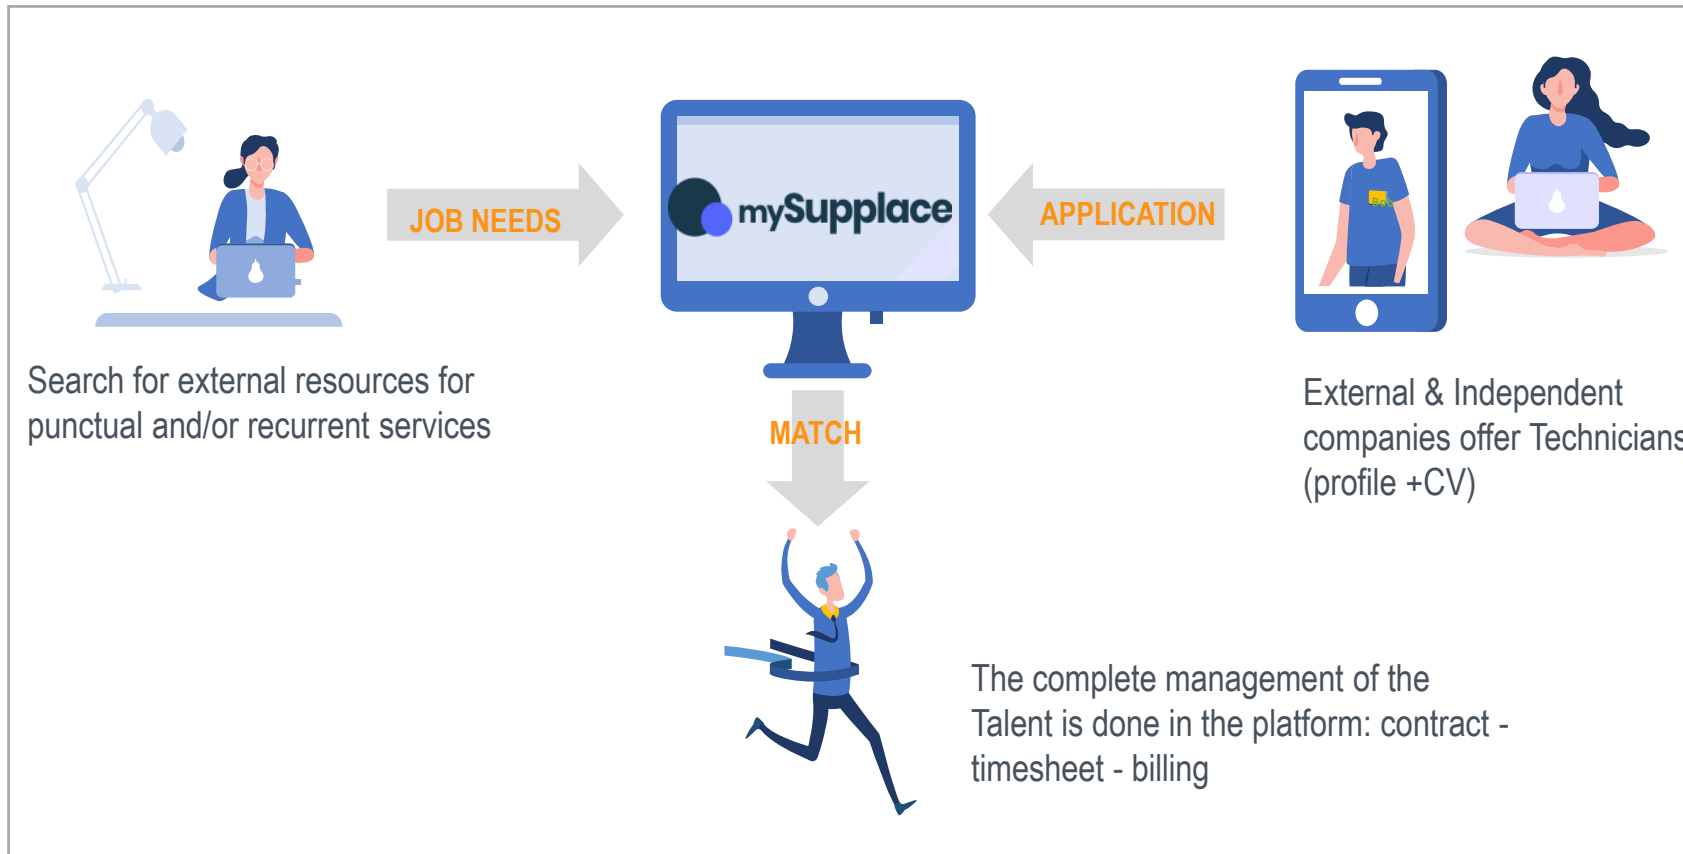 JOB NEEDS
mySupplace
APPLICATION
Bob
Search for external resources for
punctual and/or recurrent services
MATCH
External & Independent
companies offer Technicians
(profile +CV)
The complete management of the
Talent is done in the platform: contract -
timesheet - billing